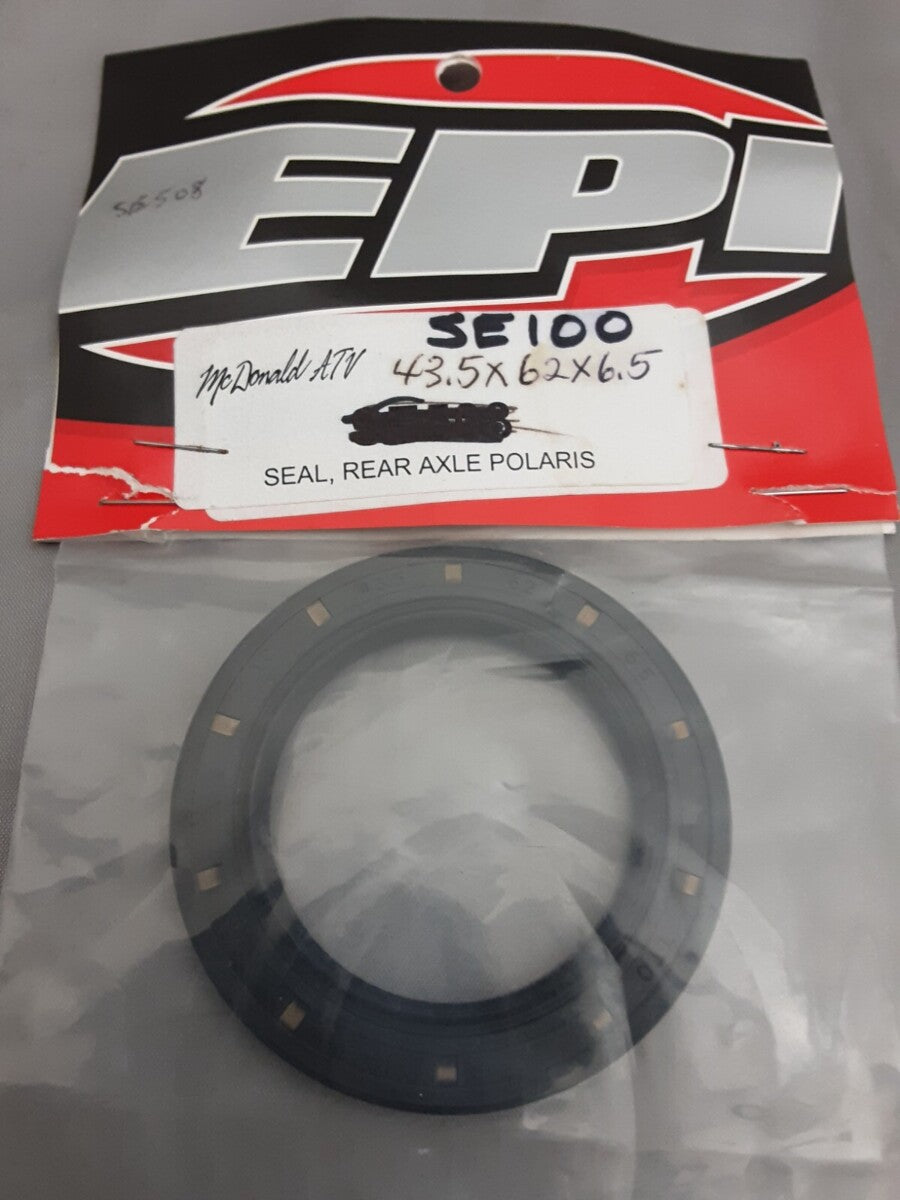 EPI
SE508
SE100
McDonald ATV
43.5X62X6.5
SEAL, REAR AXLE POLARIS